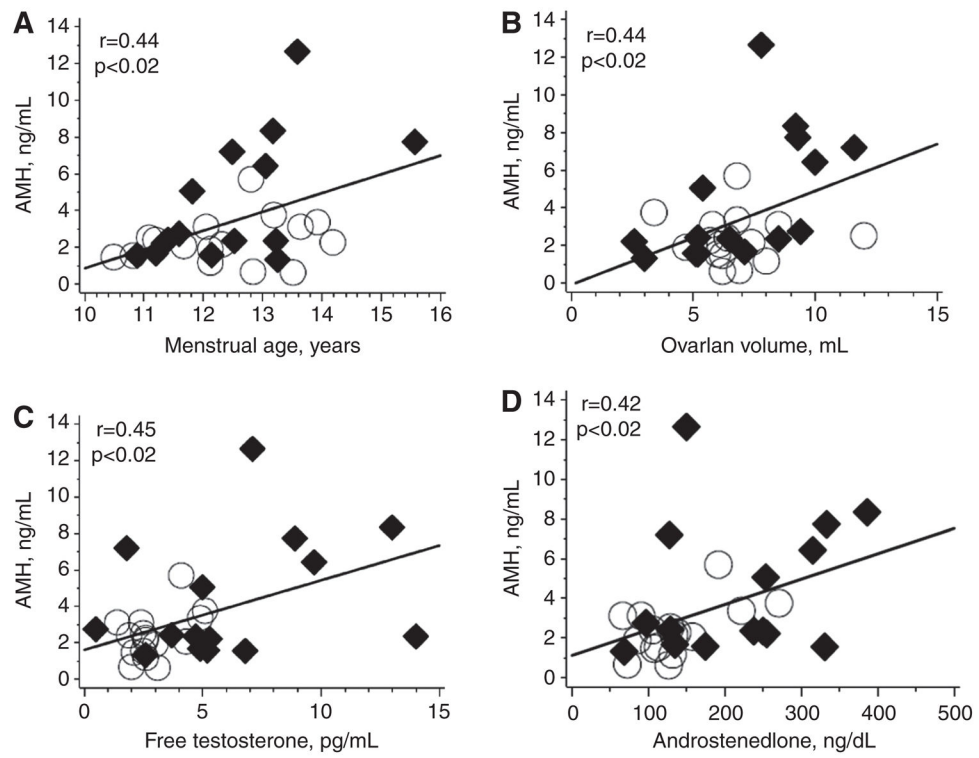 A
r=0.44
p<0.02
AMH, ng/mL
14
12
10
8
6
4
2
0
10 11 12 13 14 15 16
Menstrual age, years
B
r=0.44
p<0.02
AMH, ng/mL
14
12
10
8
6
4
2
0
0 5 10 15
Ovarlan volume, mL
C
r=0.45
p<0.02
AMH, ng/mL
14
12
10
8
6
4
2
0
0 5 10 15
Free testosterone, pg/mL
D
r=0.42
p<0.02
AMH, ng/mL
14
12
10
8
6
4
2
0
0 100 200 300 400 500
Androstenedlone, ng/dL